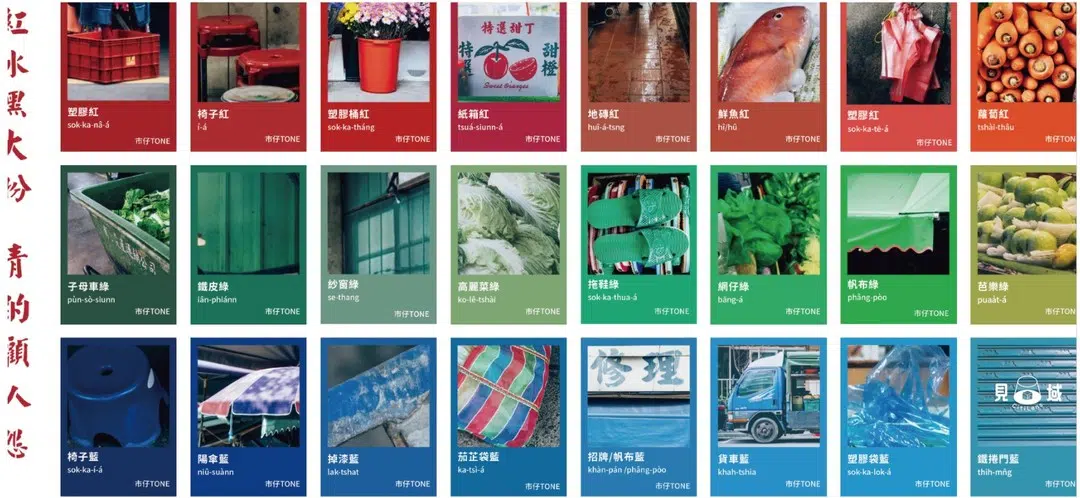 紅水黑大扮 青的顧人怨
塑膠紅
sok-ka-nâ-á
市仔TONE
椅子紅
í-á
市仔TONE
塑膠桶紅
sok-ka-tháng
市仔TONE
特選甜丁
特選
甜橙
Sweet Oranges
紙箱紅
tsuá-siunn-á
市仔TONE
地磚紅
huī-á-tsng
市仔TONE
鮮魚紅
hî/hû
市仔TONE
塑膠紅
sok-ka-tē-á
市仔TONE
蘿蔔紅
tshài-thâu
市仔TONE
子母車綠
pùn-sò-siunn
市仔TONE
鐵皮綠
iân-phiánn
市仔TONE
紗窗綠
se-thang
市仔TONE
高麗菜綠
ko-lê-tshài
市仔TONE
拖鞋綠
sok-ka-thua-á
市仔TONE
網仔綠
bāng-á
市仔TONE
帆布綠
phâng-pòo
市仔TONE
芭樂綠
puaa̍t-á
市仔TONE
椅子藍
sok-ka-í-á
市仔TONE
陽傘藍
niû-suànn
市仔TONE
掉漆藍
lak-tshat
市仔TONE
茄芷袋藍
ka-tsì-á
市仔TONE
修理
招牌/帆布藍
khàn-pán /phâng-pòo
市仔TONE
貨車藍
khah-tshia
市仔TONE
塑膠袋藍
sok-ka-lok-á
市仔TONE
見域
鐵捲門藍
thih-mn̂g
市仔TONE